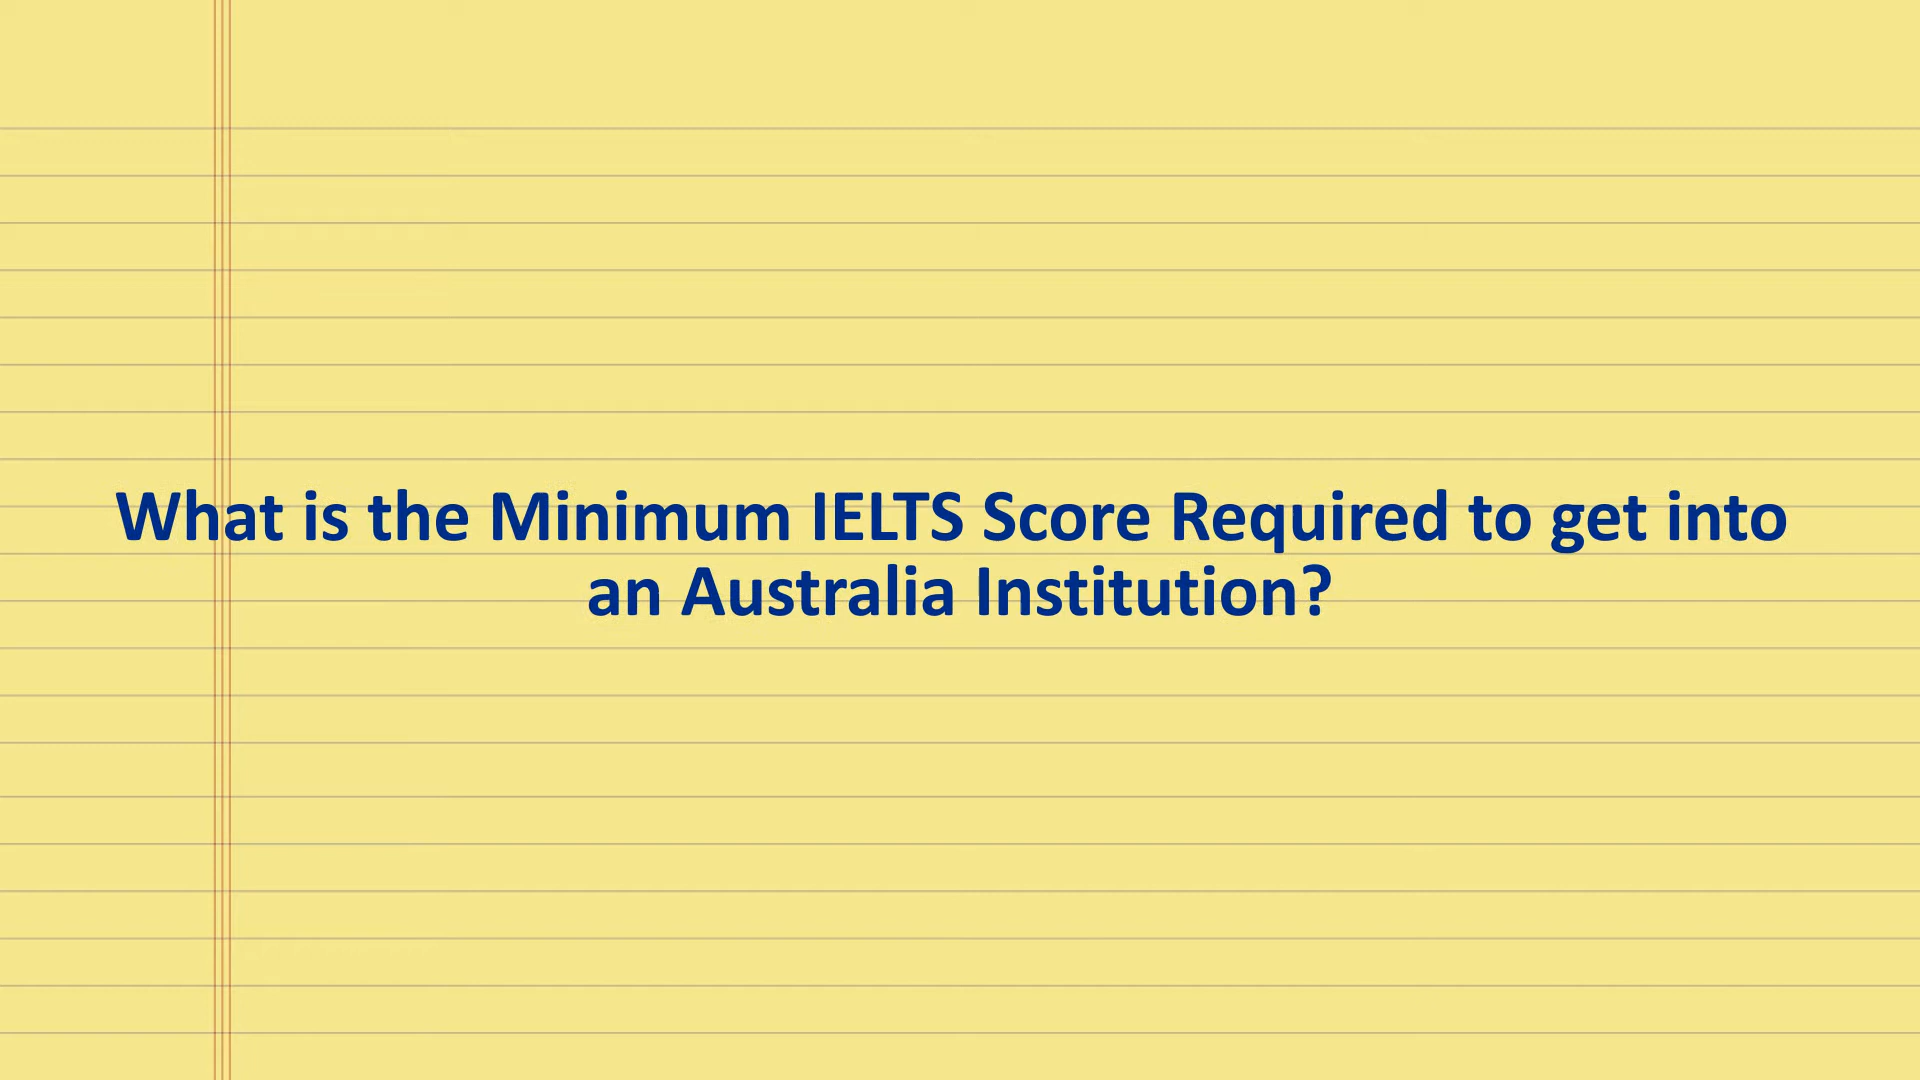 What is the Minimum IELTS Score Required to get into
an Australia Institution?